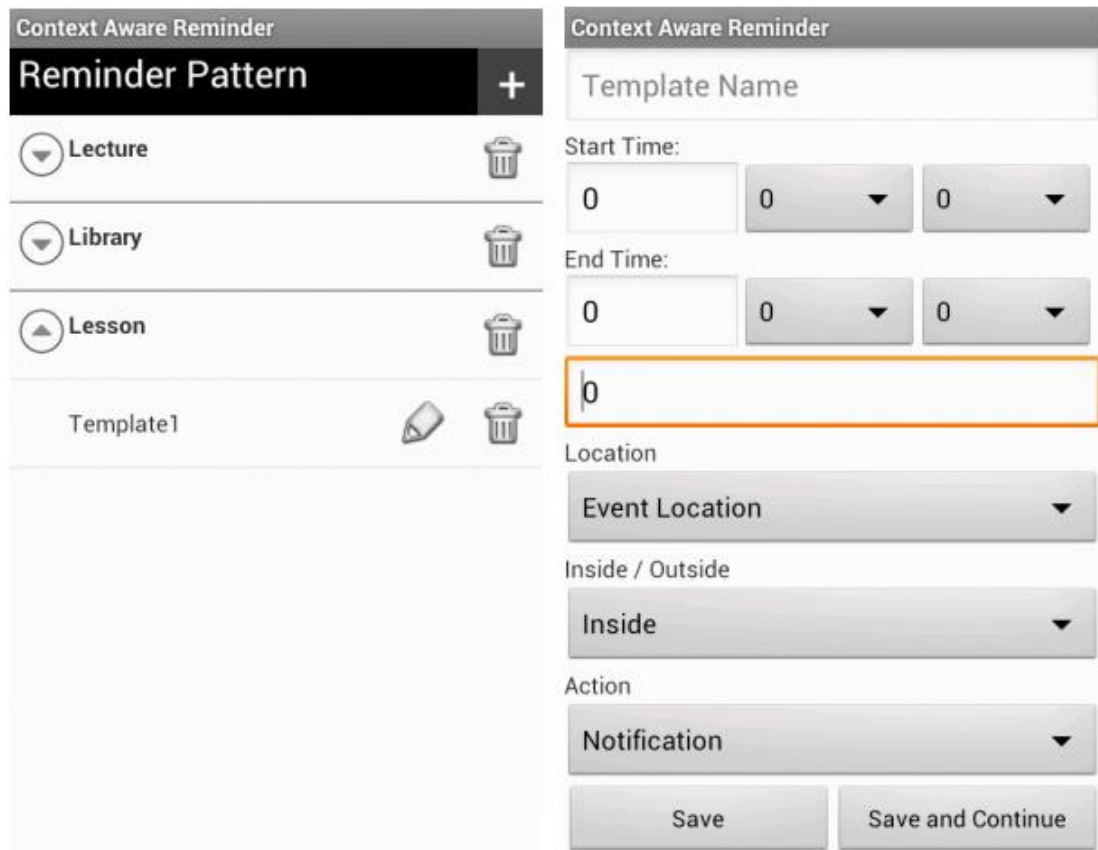 Context Aware Reminder
Reminder Pattern
+
Lecture
Library
Lesson
Template1
Context Aware Reminder
Template Name
Start Time:
0 0 0
End Time:
0 0 0
0
Location
Event Location
Inside / Outside
Inside
Action
Notification
Save Save and Continue